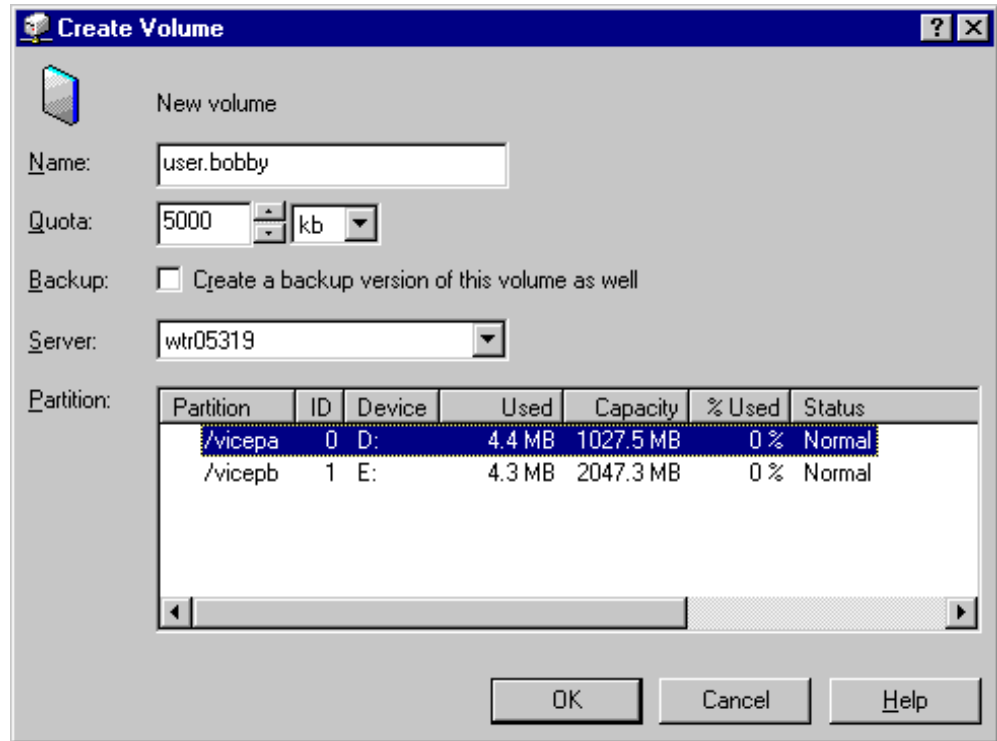 Create Volume
New volume
Name: user.bobby
Quota: 5000 kb
Backup: Create a backup version of this volume as well
Server: wtr05319
Partition: Partition ID Device Used Capacity % Used Status
/vicepa 0 D: 4.4 MB 1027.5 MB 0 % Normal
/vicepb 1 E: 4.3 MB 2047.3 MB 0 % Normal
OK Cancel Help